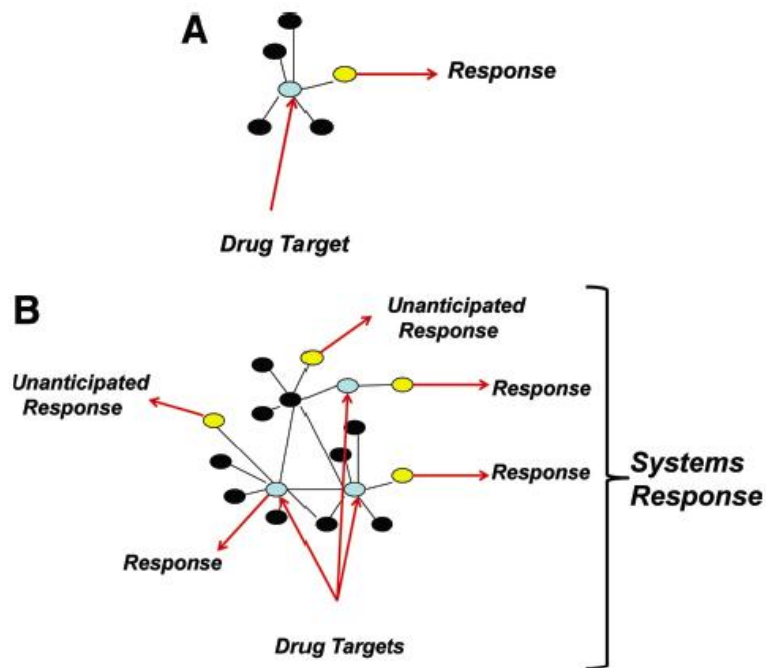 A
Response
Drug Target
B
Unanticipated
Response
Unanticipated
Response
Response
Response
Systems
Response
Response
Drug Targets